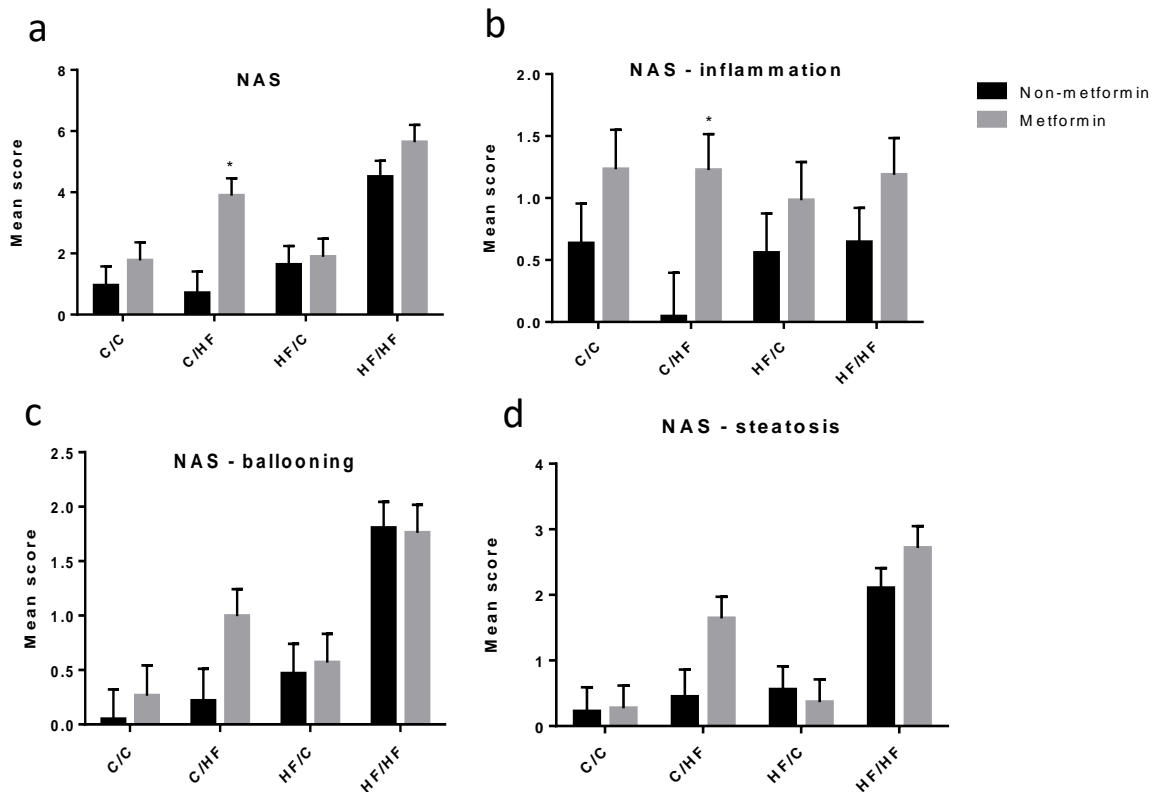 a
NAS
Mean score
8
6
4
2
0
*
C/C
C/HF
HF/C
HF/HF
b
NAS - inflammation
Mean score
2.0
1.5
1.0
0.5
0.0
*
C/C
C/HF
HF/C
HF/HF
Non-metformin
Metformin
c
NAS - ballooning
Mean score
2.5
2.0
1.5
1.0
0.5
0.0
C/C
C/HF
HF/C
HF/HF
d
NAS - steatosis
Mean score
4
3
2
1
0
C/C
C/HF
HF/C
HF/HF